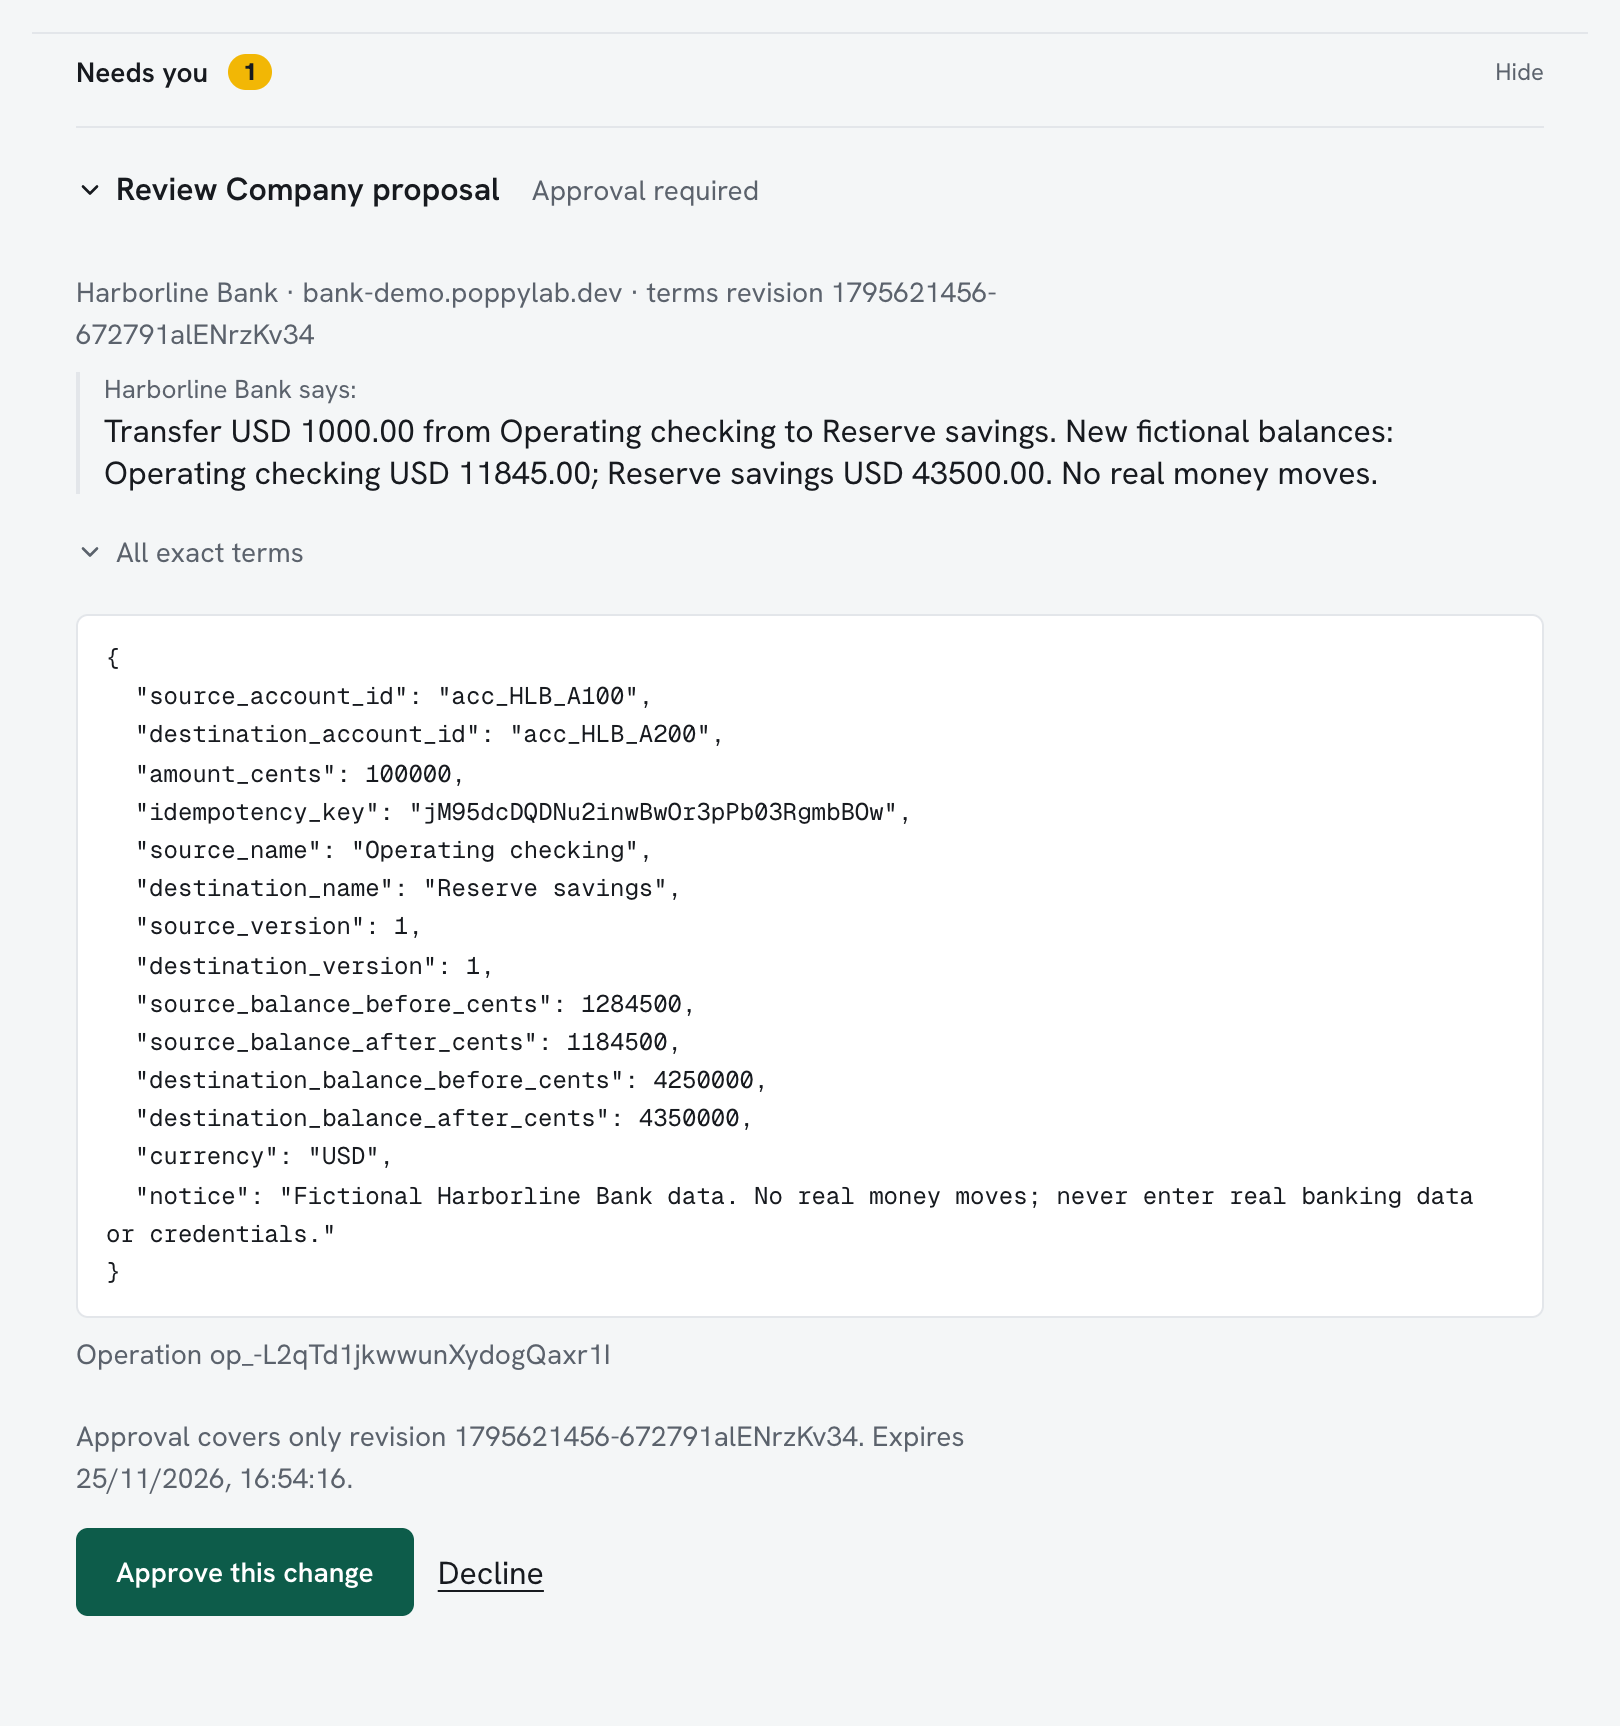 Needs you 1 Hide
Review Company proposal Approval required
Harborline Bank · bank-demo.poppylab.dev · terms revision 1795621456-
672791alENrzKv34
Harborline Bank says:
Transfer USD 1000.00 from Operating checking to Reserve savings. New fictional balances:
Operating checking USD 11845.00; Reserve savings USD 43500.00. No real money moves.
All exact terms
{
  "source_account_id": "acc_HLB_A100",
  "destination_account_id": "acc_HLB_A200",
  "amount_cents": 100000,
  "idempotency_key": "jM95dcDQDNu2inwBwOr3pPb03RgmbBOw",
  "source_name": "Operating checking",
  "destination_name": "Reserve savings",
  "source_version": 1,
  "destination_version": 1,
  "source_balance_before_cents": 1284500,
  "source_balance_after_cents": 1184500,
  "destination_balance_before_cents": 4250000,
  "destination_balance_after_cents": 4350000,
  "currency": "USD",
  "notice": "Fictional Harborline Bank data. No real money moves; never enter real banking data
or credentials."
}
Operation op_-L2qTd1jkwwunXydogQaxr1I
Approval covers only revision 1795621456-672791alENrzKv34. Expires
25/11/2026, 16:54:16.
Approve this change Decline